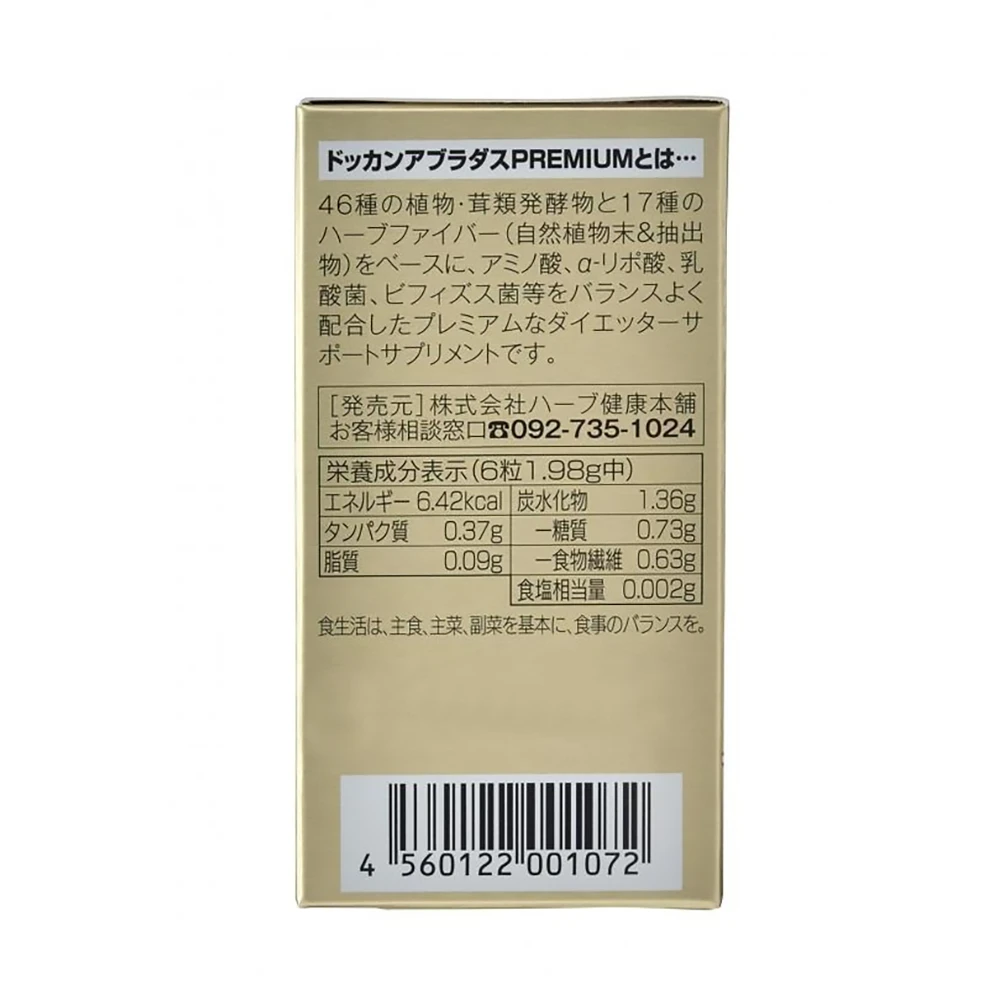 ドッカンアブラダスPREMIUMとは…
46種の植物・茸類発酵物と17種の
ハーブファイバー(自然植物末&抽出
物)をベースに、アミノ酸、α-リポ酸、乳
酸菌、ビフィズス菌等をバランスよく
配合したプレミアムなダイエッターサ
ポートサプリメントです。
[発売元]株式会社ハーブ健康本舗
お客様相談窓口☎092-735-1024
栄養成分表示(6粒1.98g中)
エネルギー 6.42kcal 炭水化物 1.36g
タンパク質 0.37g ー糖質 0.73g
脂質 0.09g ー食物繊維 0.63g
食塩相当量 0.002g
食生活は、主食、主菜、副菜を基本に、食事のバランスを。
4 560122 001072